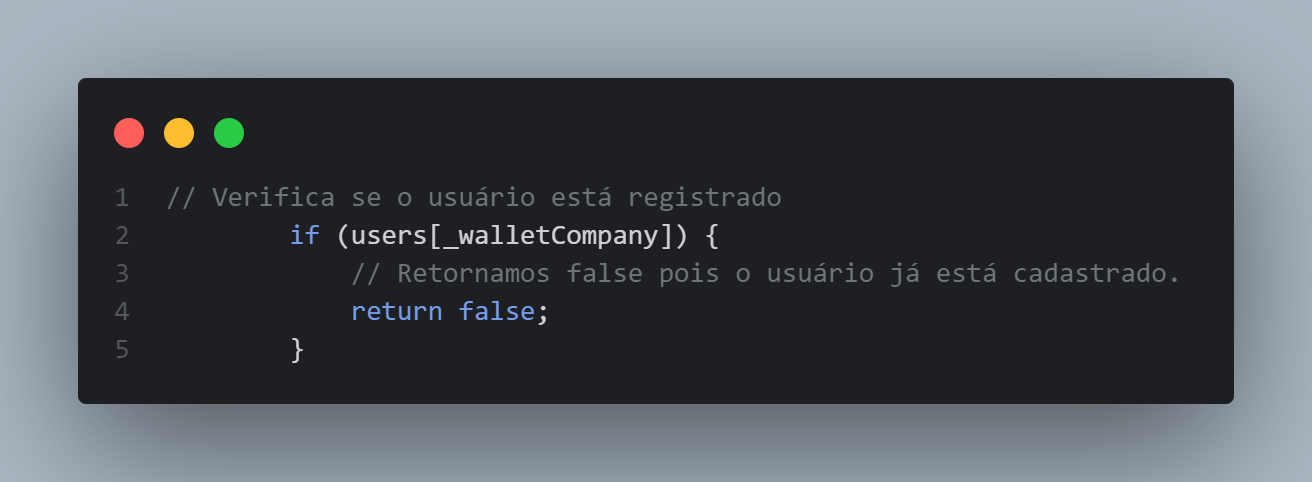 1 // Verifica se o usuário está registrado
2 if (users[_walletCompany]) {
3 // Retornamos false pois o usuário já está cadastrado.
4 return false;
5 }